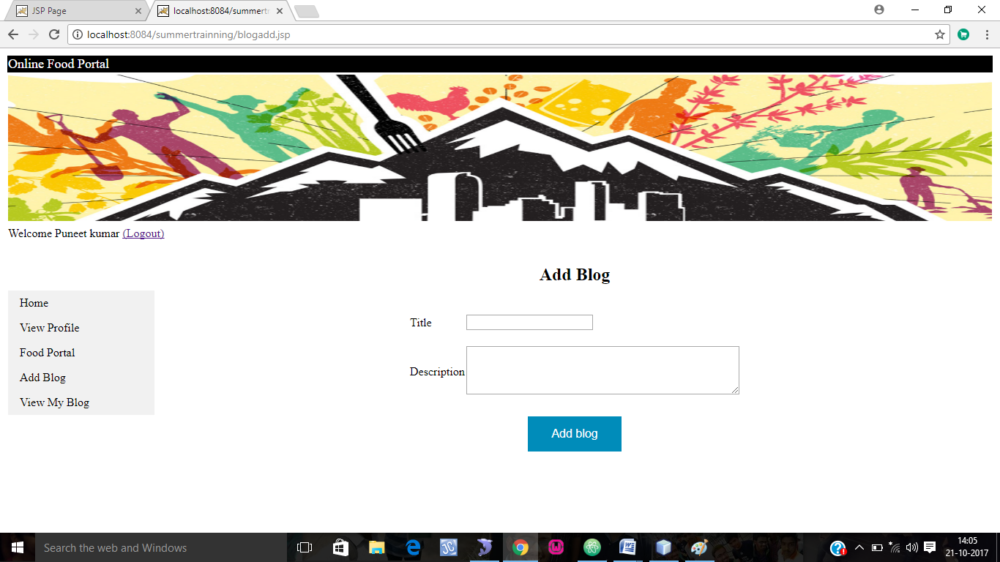 JSP Page
localhost:8084/summertr
localhost:8084/summertrainning/blogadd.jsp
Online Food Portal
Welcome Puneet kumar (Logout)
Add Blog
Home
View Profile
Food Portal
Add Blog
View My Blog
Title
Description
Add blog
Search the web and Windows
JC
14:05
21-10-2017